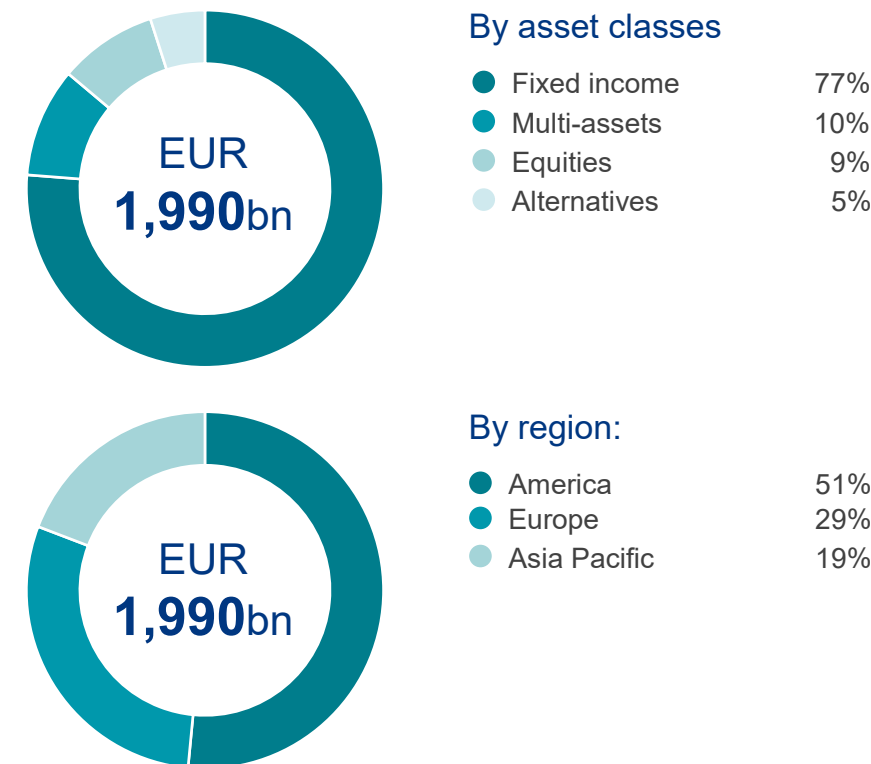 EUR
1,990bn
By asset classes
Fixed income 77%
Multi-assets 10%
Equities 9%
Alternatives 5%
EUR
1,990bn
By region:
America 51%
Europe 29%
Asia Pacific 19%